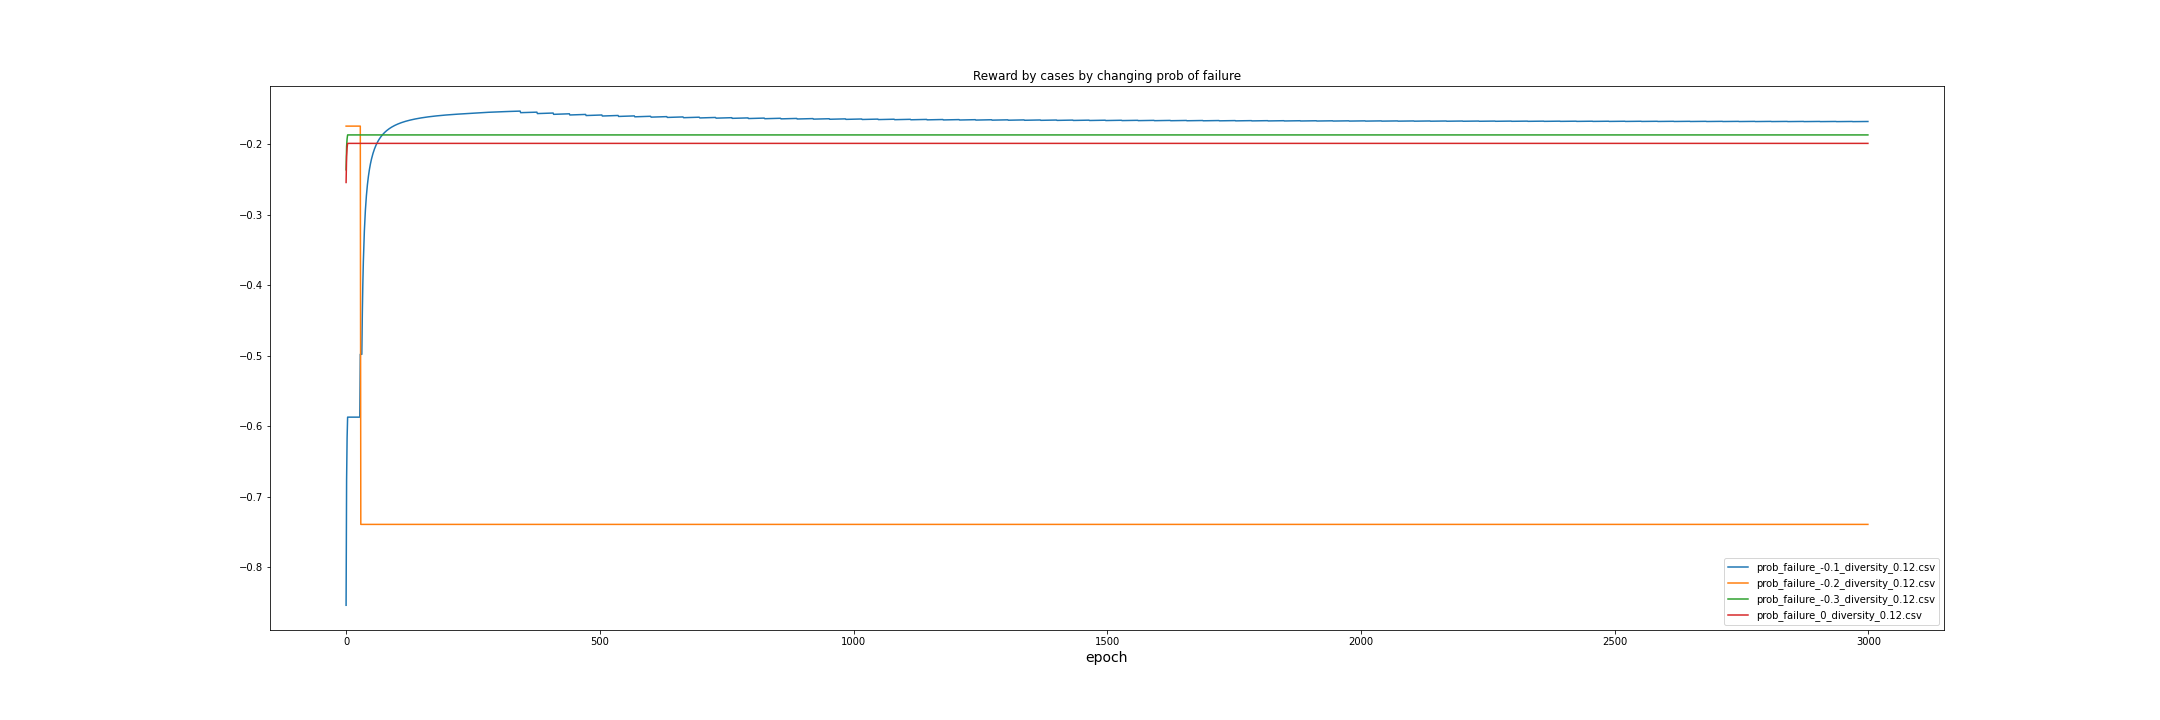 Reward by cases by changing prob of failure
−0.2
−0.3
−0.4
−0.5
−0.6
−0.7
−0.8
prob_failure_-0.1_diversity_0.12.csv
prob_failure_-0.2_diversity_0.12.csv
prob_failure_-0.3_diversity_0.12.csv
prob_failure_0_diversity_0.12.csv
0 500 1000 1500 2000 2500 3000
epoch